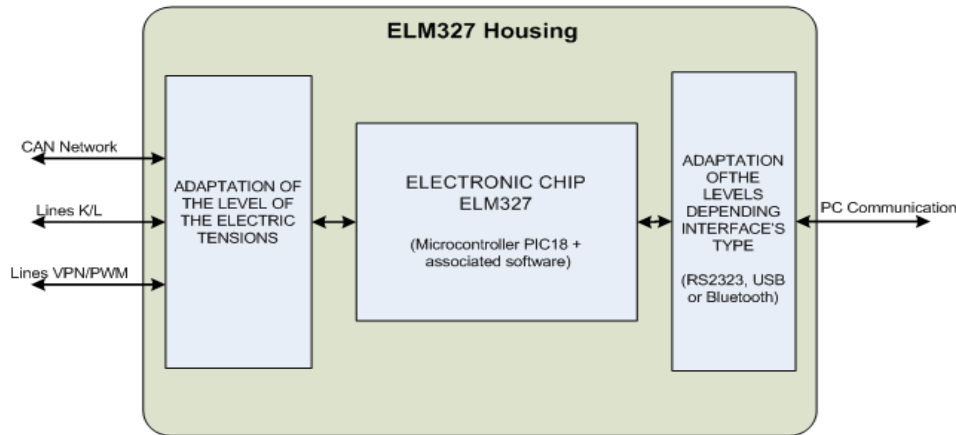 ELM327 Housing
CAN Network
Lines K/L
Lines VPN/PWM
ADAPTATION OF
THE LEVEL OF
THE ELECTRIC
TENSIONS
ELECTRONIC CHIP
ELM327
(Microcontroller PIC18 +
associated software)
ADAPTATION
OFTHE
LEVELS
DEPENDING
INTERFACE'S
TYPE
(RS2323, USB
or Bluetooth)
PC Communication